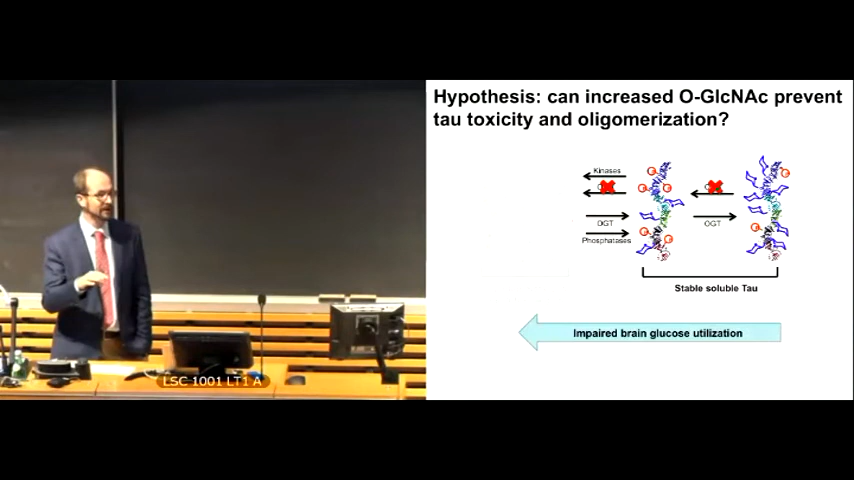 Hypothesis: can increased O-GlcNAc prevent
tau toxicity and oligomerization?
Kinases
OGT
Phosphatases
Stable soluble Tau
Impaired brain glucose utilization
LSC 1001 LT1 A